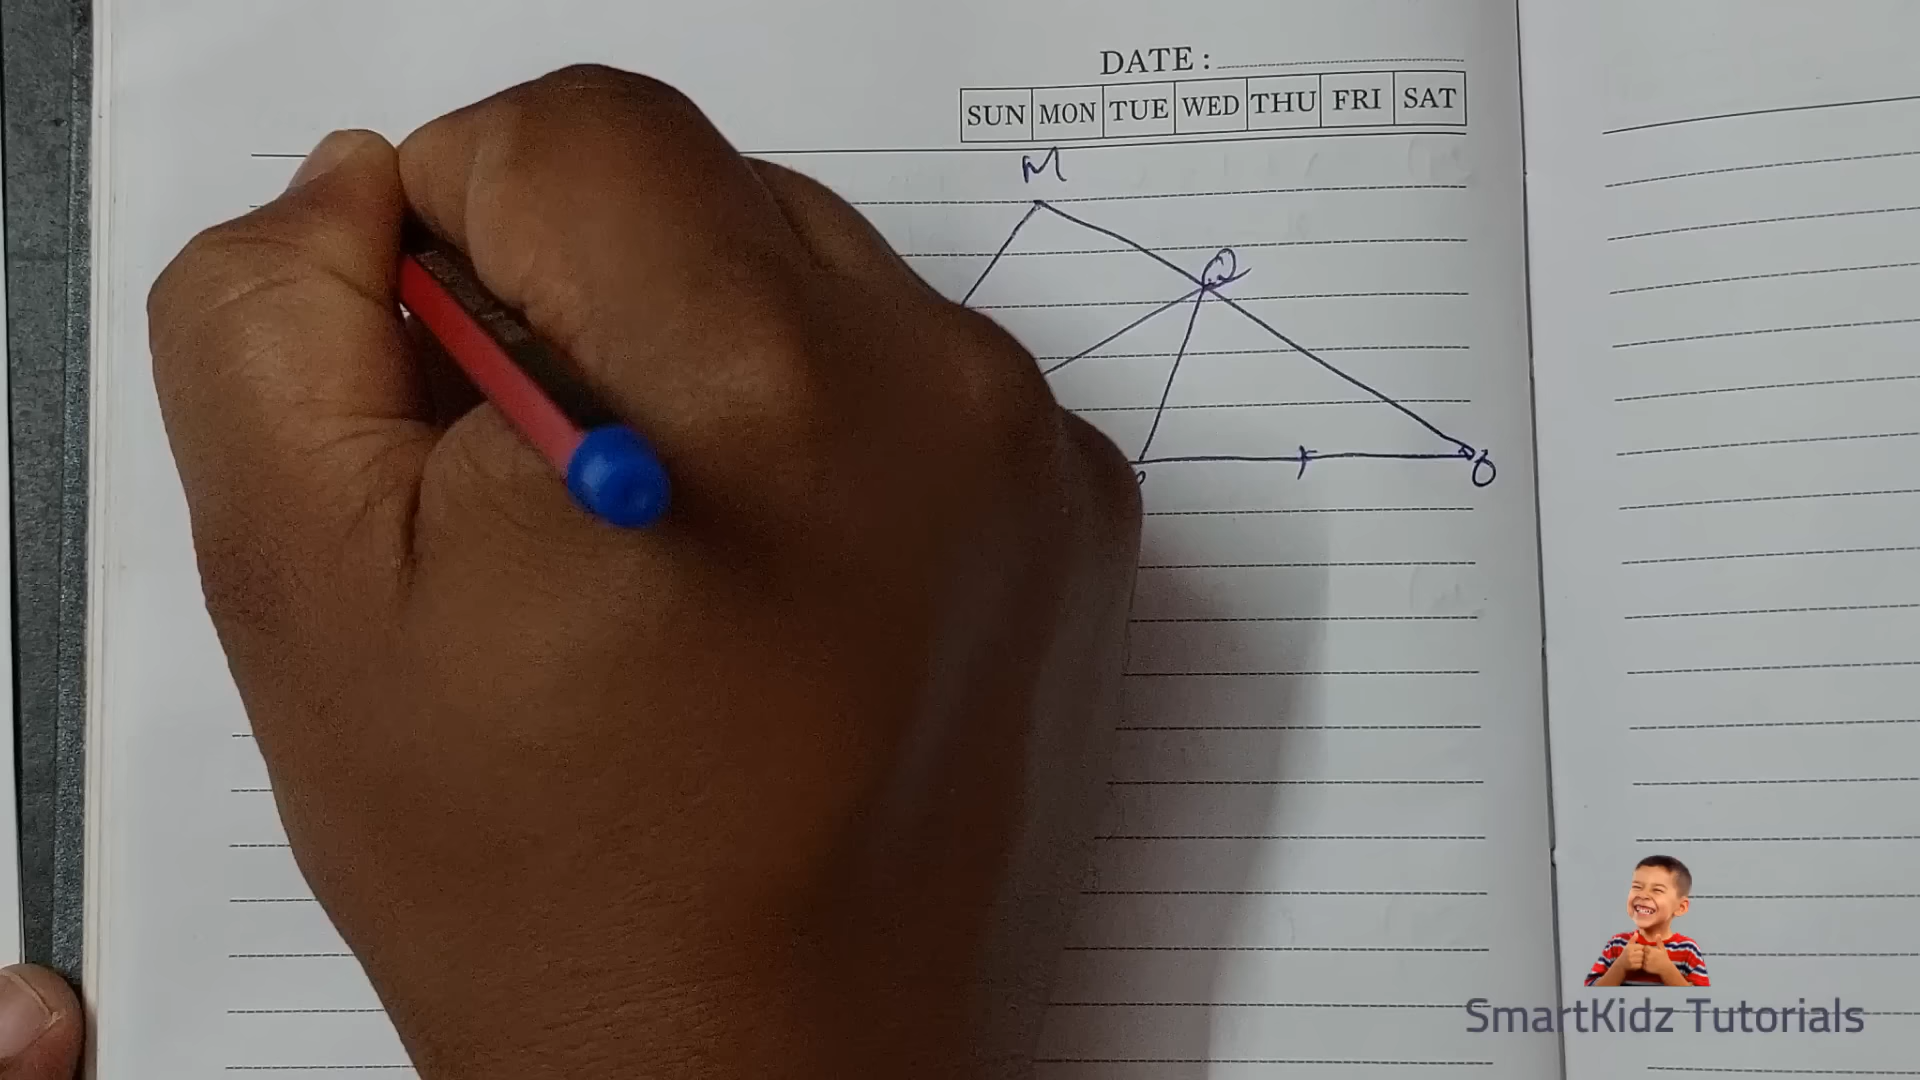 DATE :
SUN MON TUE WED THU FRI SAT
M
Q
SmartKidz Tutorials